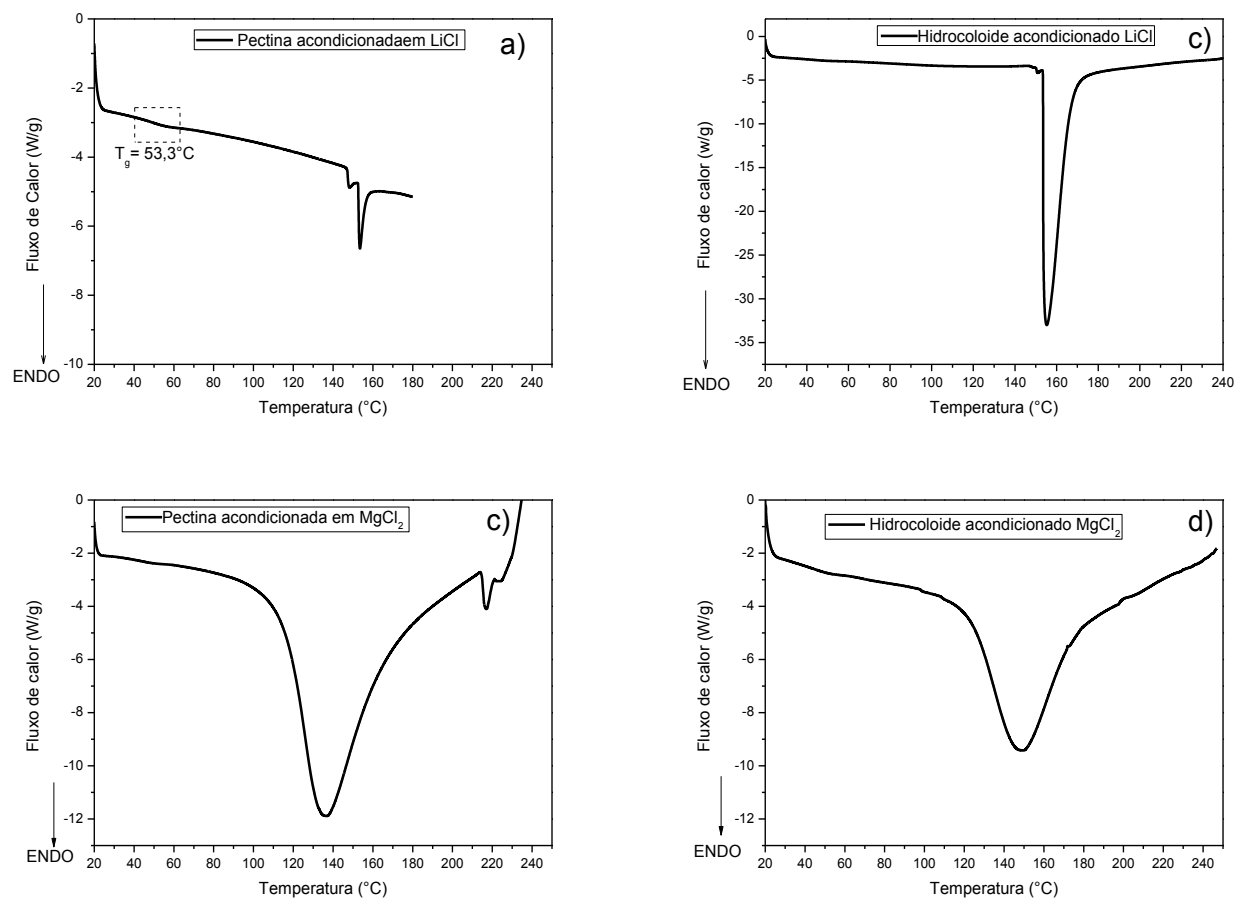 Pectina acondicionadaem LiCl
a)
T_g = 53,3°C
Fluxo de Calor (W/g)
ENDO
0
-2
-4
-6
-8
-10
20 40 60 80 100 120 140 160 180 200 220 240
Temperatura (°C)
Hidrocoloide acondicionado LiCl
c)
Fluxo de calor (w/g)
ENDO
0
-5
-10
-15
-20
-25
-30
-35
20 40 60 80 100 120 140 160 180 200 220 240
Temperatura (°C)
Pectina acondicionada em MgCl₂
c)
Fluxo de calor (W/g)
ENDO
0
-2
-4
-6
-8
-10
-12
20 40 60 80 100 120 140 160 180 200 220 240
Temperatura (°C)
Hidrocoloide acondicionado MgCl₂
d)
Fluxo de calor (W/g)
ENDO
0
-2
-4
-6
-8
-10
-12
20 40 60 80 100 120 140 160 180 200 220 240
Temperatura (°C)